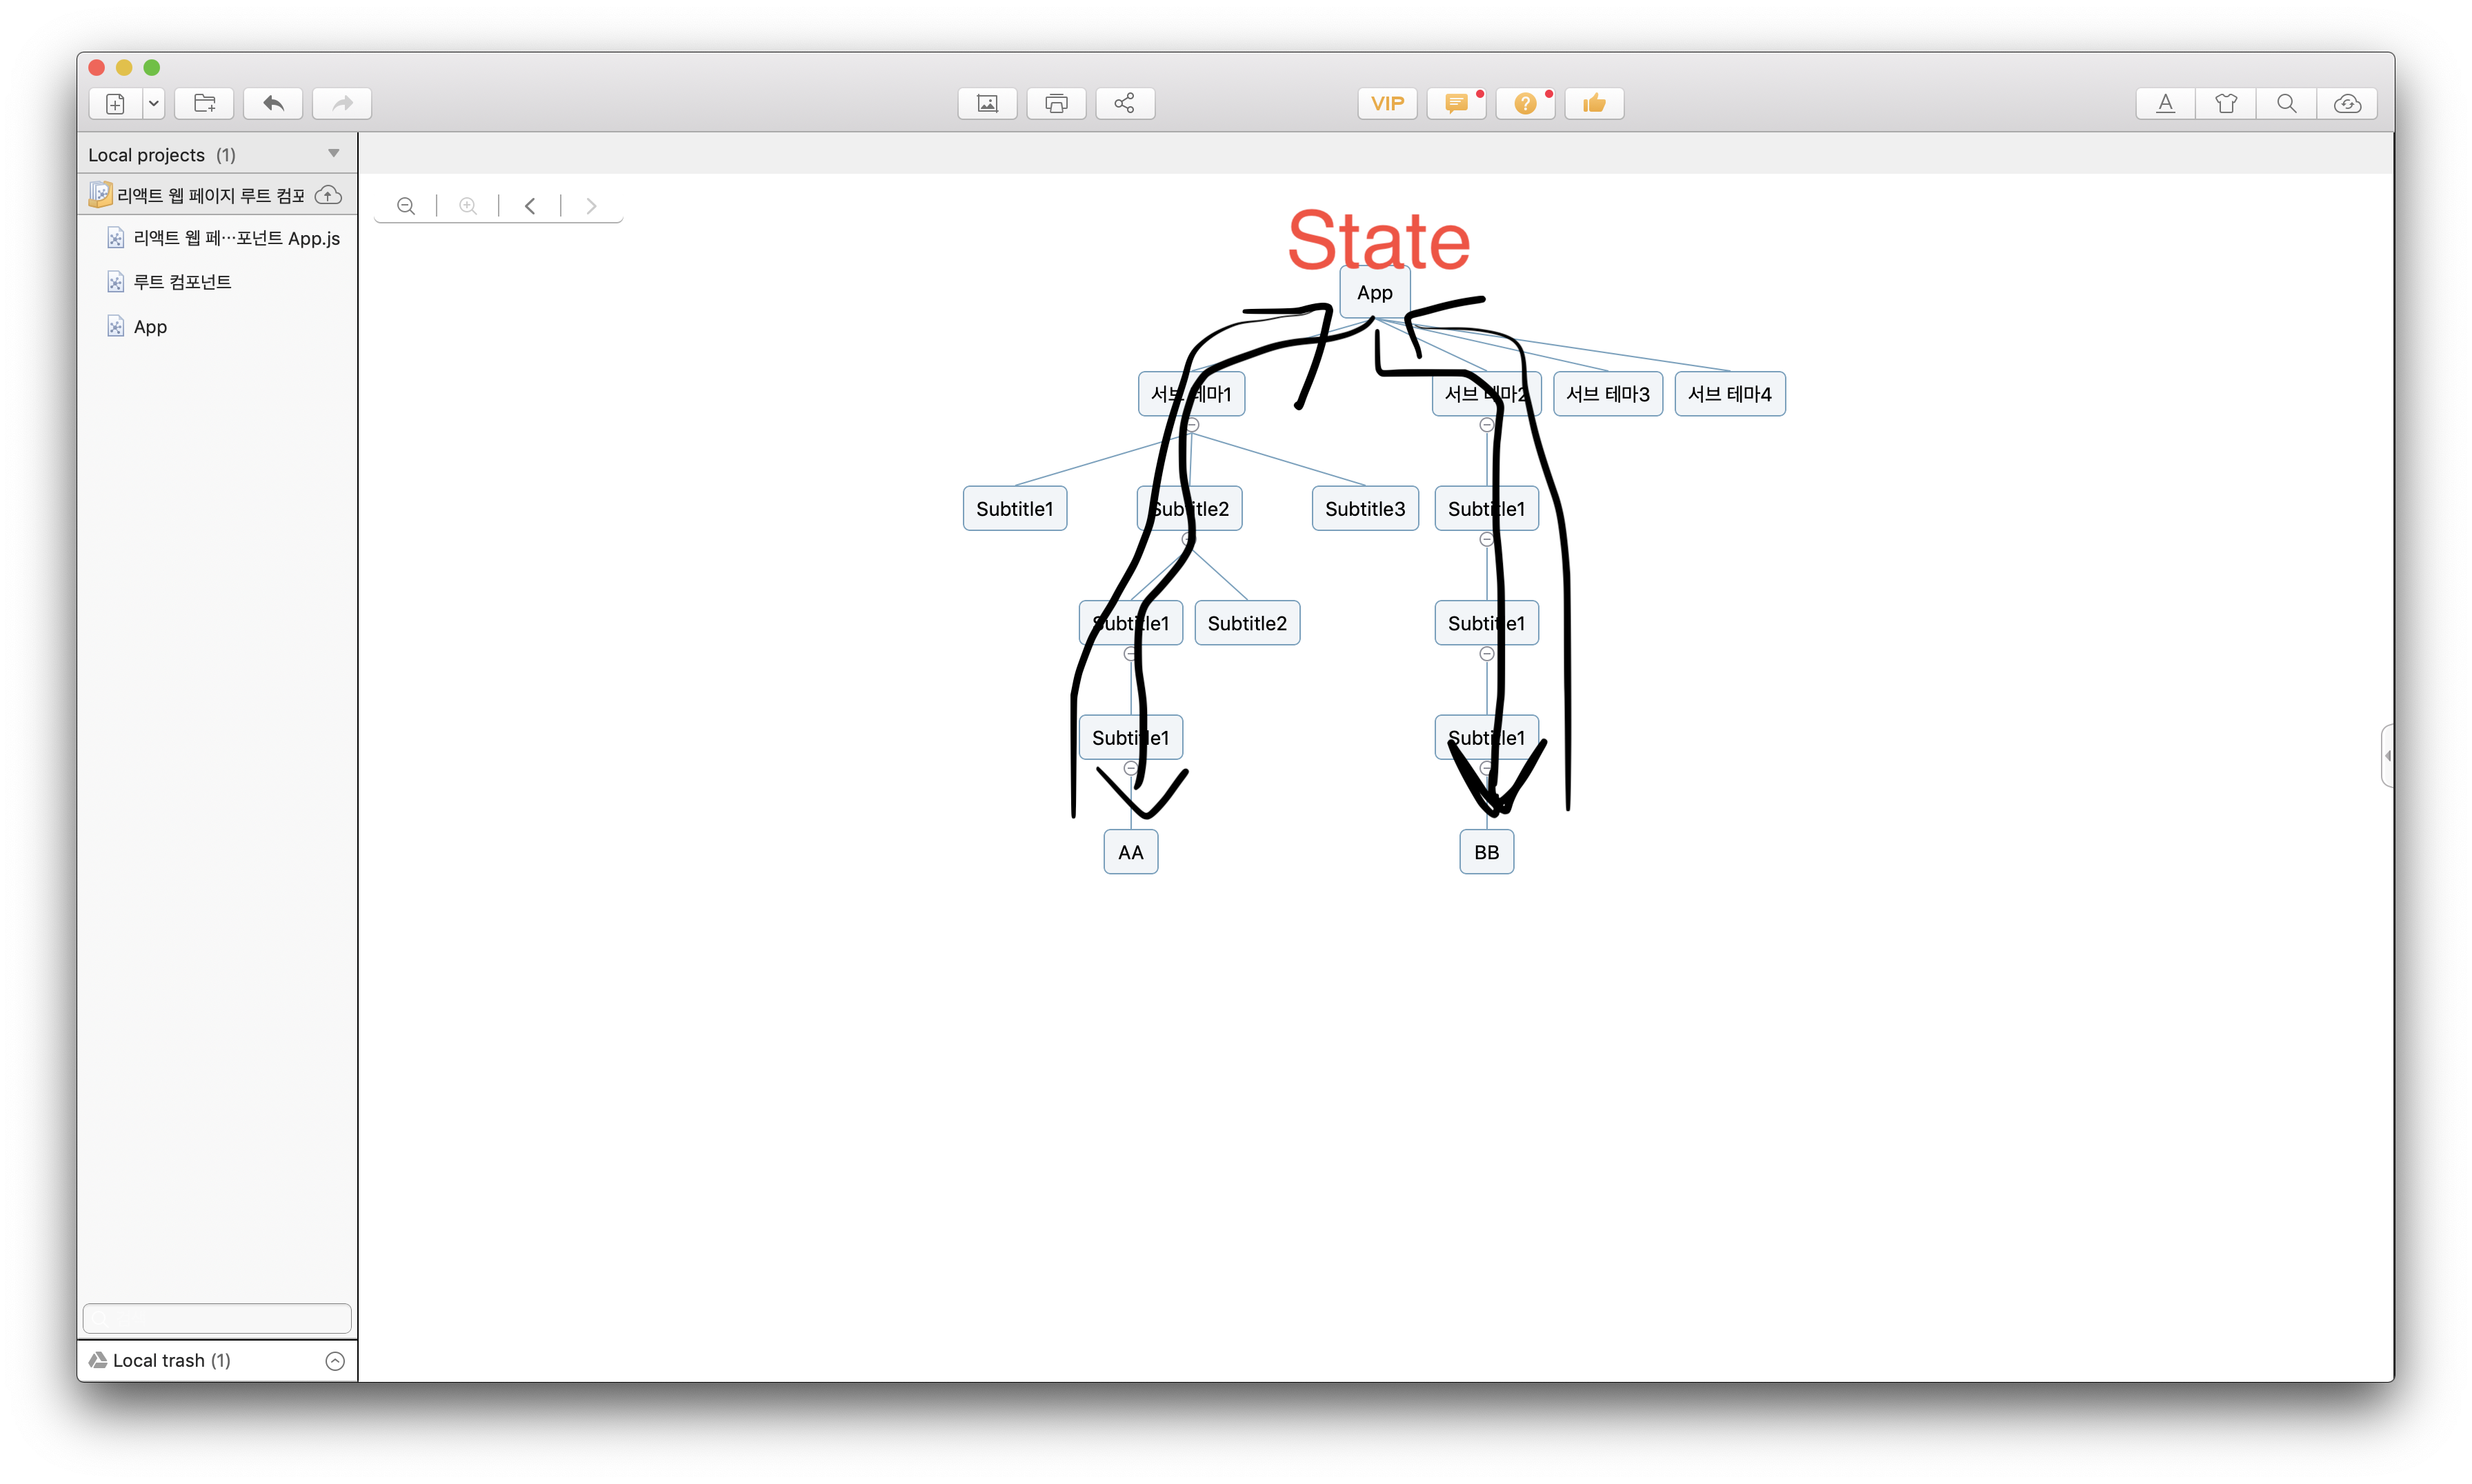 VIP
Local projects (1)
리액트 웹 페이지 루트 컴포
리액트 웹 페…포넌트 App.js
루트 컴포넌트
App
State
App
서브 테마1
서브 테마2
서브 테마3
서브 테마4
Subtitle1
Subtitle2
Subtitle3
Subtitle1
Subtitle1
Subtitle2
Subtitle1
Subtitle1
Subtitle1
AA
BB
Local trash (1)